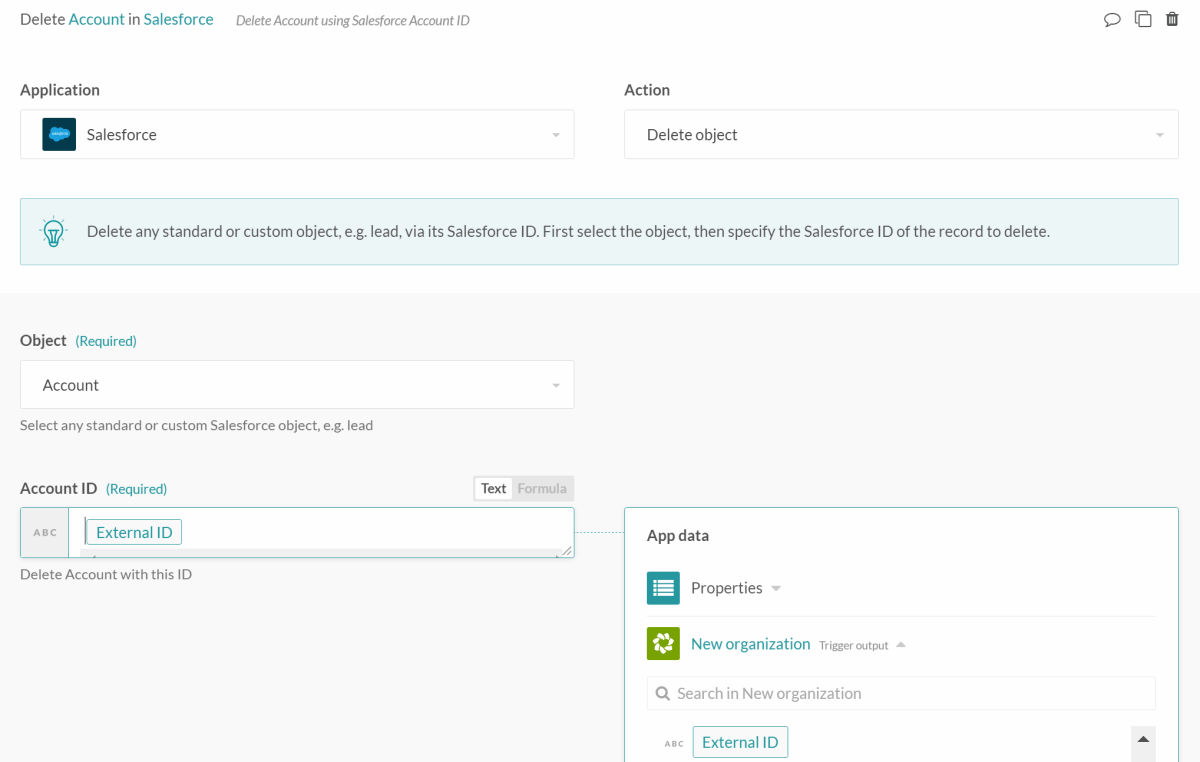 Delete Account in Salesforce Delete Account using Salesforce Account ID
Application
Action
salesforce
Salesforce
Delete object
Delete any standard or custom object, e.g. lead, via its Salesforce ID. First select the object, then specify the Salesforce ID of the record to delete.
Object (Required)
Account
Select any standard or custom Salesforce object, e.g. lead
Account ID (Required)
Text Formula
ABC External ID
Delete Account with this ID
App data
Properties
New organization Trigger output
Search in New organization
ABC External ID